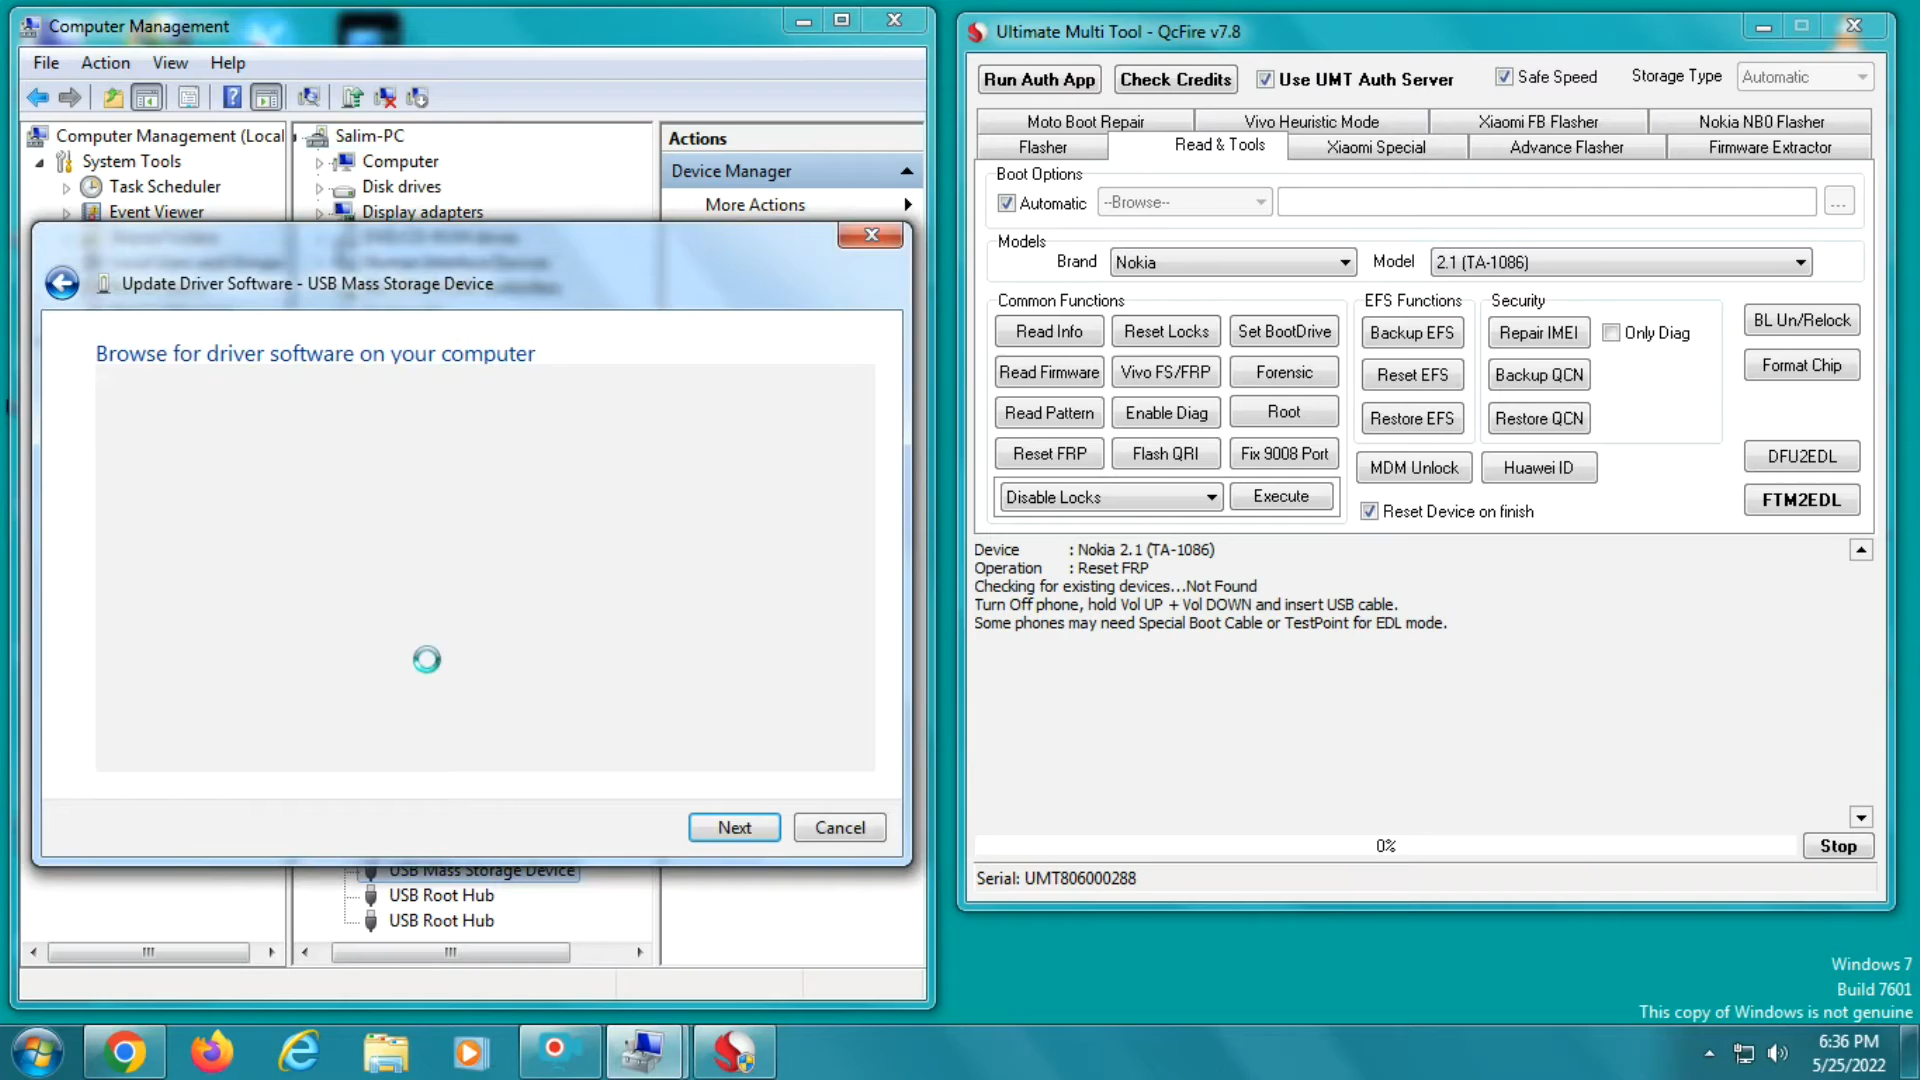 Computer Management
File Action View Help
Computer Management (Local
System Tools
Task Scheduler
Event Viewer
Salim-PC
Computer
Disk drives
Display adapters
Actions
Device Manager
More Actions
Update Driver Software - USB Mass Storage Device
Browse for driver software on your computer
Next Cancel
USB Mass Storage Device
USB Root Hub
USB Root Hub
Ultimate Multi Tool - QcFire v7.8
Run Auth App Check Credits Use UMT Auth Server Safe Speed Storage Type Automatic
Moto Boot Repair Vivo Heuristic Mode Xiaomi FB Flasher Nokia NB0 Flasher
Flasher Read & Tools Xiaomi Special Advance Flasher Firmware Extractor
Boot Options
Automatic --Browse-- ...
Models
Brand Nokia Model 2.1 (TA-1086)
Common Functions EFS Functions Security
Read Info Reset Locks Set BootDrive Backup EFS Repair IMEI Only Diag BL Un/Relock
Read Firmware Vivo FS/FRP Forensic Reset EFS Backup QCN Format Chip
Read Pattern Enable Diag Root Restore EFS Restore QCN
Reset FRP Flash QRI Fix 9008 Port MDM Unlock Huawei ID DFU2EDL
Disable Locks Execute Reset Device on finish FTM2EDL
Device : Nokia 2.1 (TA-1086)
Operation : Reset FRP
Checking for existing devices...Not Found
Turn Off phone, hold Vol UP + Vol DOWN and insert USB cable.
Some phones may need Special Boot Cable or TestPoint for EDL mode.
0% Stop
Serial: UMT806000288
Windows 7
Build 7601
This copy of Windows is not genuine
6:36 PM
5/25/2022